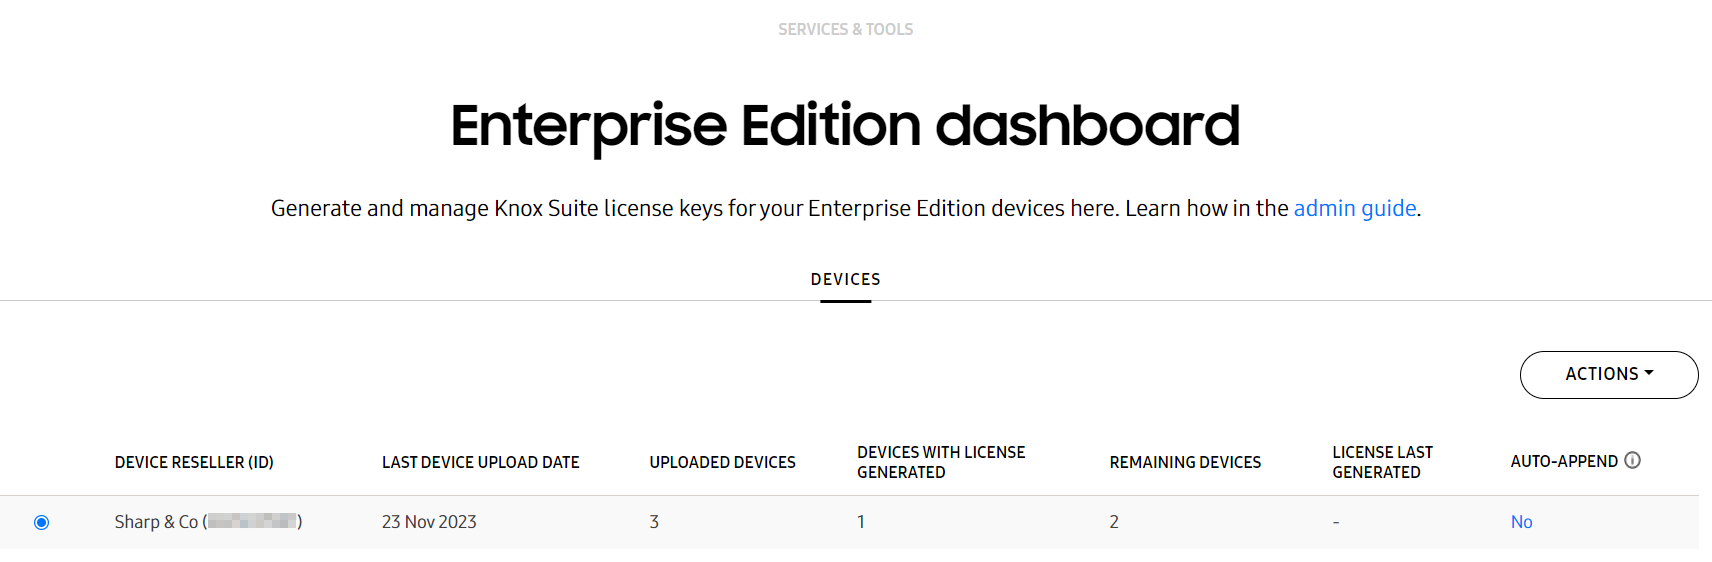 SERVICES & TOOLS
Enterprise Edition dashboard
Generate and manage Knox Suite license keys for your Enterprise Edition devices here. Learn how in the admin guide.
DEVICES
ACTIONS
DEVICE RESELLER (ID) LAST DEVICE UPLOAD DATE UPLOADED DEVICES DEVICES WITH LICENSE GENERATED REMAINING DEVICES LICENSE LAST GENERATED AUTO-APPEND
Sharp & Co ( ) 23 Nov 2023 3 1 2 - No